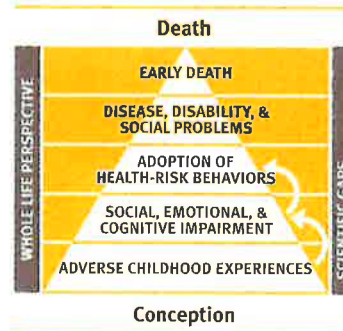 Death
EARLY DEATH
DISEASE, DISABILITY, &
SOCIAL PROBLEMS
ADOPTION OF
HEALTH-RISK BEHAVIORS
SOCIAL, EMOTIONAL, &
COGNITIVE IMPAIRMENT
ADVERSE CHILDHOOD EXPERIENCES
Conception
WHOLE LIFE PERSPECTIVE
SCIENTIFIC GAPS